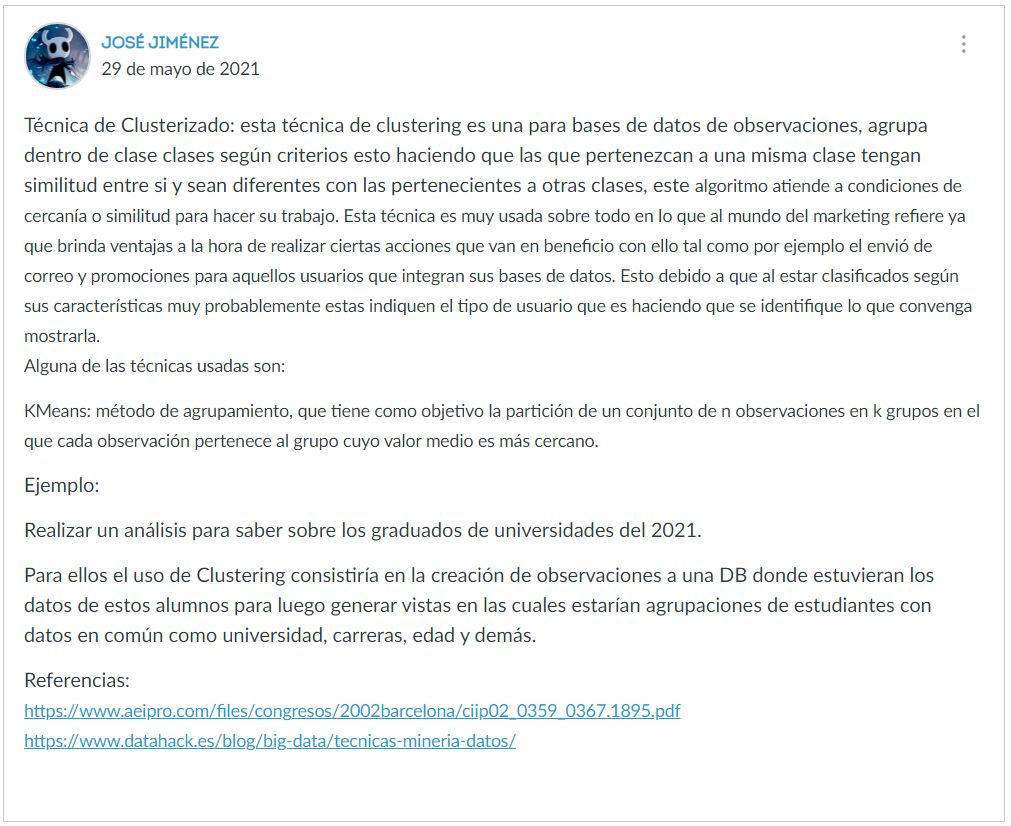 JOSÉ JIMÉNEZ
29 de mayo de 2021
Técnica de Clusterizado: esta técnica de clustering es una para bases de datos de observaciones, agrupa
dentro de clase clases según criterios esto haciendo que las que pertenezcan a una misma clase tengan
similitud entre si y sean diferentes con las pertenecientes a otras clases, este algoritmo atiende a condiciones de
cercanía o similitud para hacer su trabajo. Esta técnica es muy usada sobre todo en lo que al mundo del marketing refiere ya
que brinda ventajas a la hora de realizar ciertas acciones que van en beneficio con ello tal como por ejemplo el envió de
correo y promociones para aquellos usuarios que integran sus bases de datos. Esto debido a que al estar clasificados según
sus características muy probablemente estas indiquen el tipo de usuario que es haciendo que se identifique lo que convenga
mostrarla.
Alguna de las técnicas usadas son:
KMeans: método de agrupamiento, que tiene como objetivo la partición de un conjunto de n observaciones en k grupos en el
que cada observación pertenece al grupo cuyo valor medio es más cercano.
Ejemplo:
Realizar un análisis para saber sobre los graduados de universidades del 2021.
Para ellos el uso de Clustering consistiría en la creación de observaciones a una DB donde estuvieran los
datos de estos alumnos para luego generar vistas en las cuales estarían agrupaciones de estudiantes con
datos en común como universidad, carreras, edad y demás.
Referencias:
https://www.aeipro.com/files/congresos/2002barcelona/ciip02_0359_0367.1895.pdf
https://www.datahack.es/blog/big-data/tecnicas-mineria-datos/